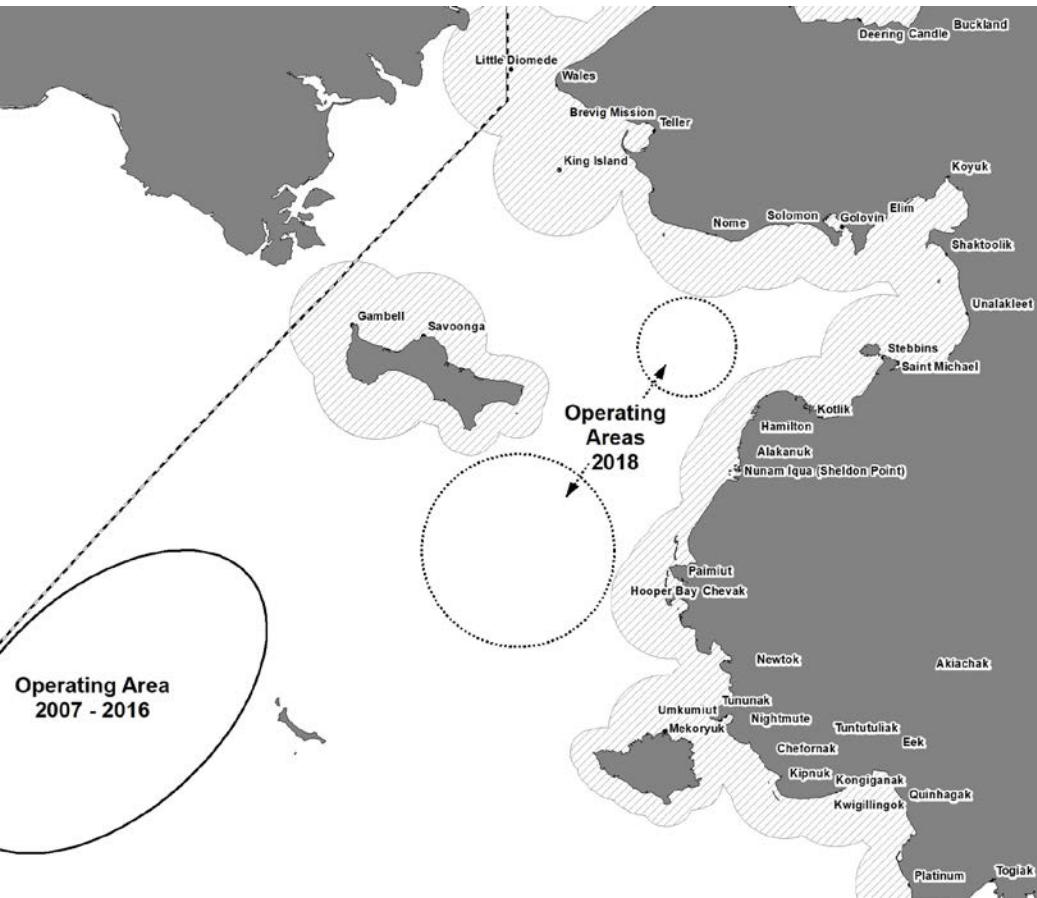 Buckland
Deering Candle
Little Diomede
Wales
Brevig Mission
Teller
King Island
Koyuk
Elim
Solomon
Golovin
Nome
Shaktoolik
Unalakleet
Gambell
Savoonga
Stebbins
Saint Michael
Operating
Areas
2018
Kotlik
Hamilton
Alakanuk
Nunam Iqua (Sheldon Point)
Paimiut
Hooper Bay Chevak
Newtok
Akiachak
Operating Area
2007 - 2016
Tununak
Umkumiut
Nightmute
Mekoryuk
Tuntutuliak
Eek
Chefornak
Kipnuk
Kongiganak
Quinhagak
Kwigillingok
Platinum
Togiak